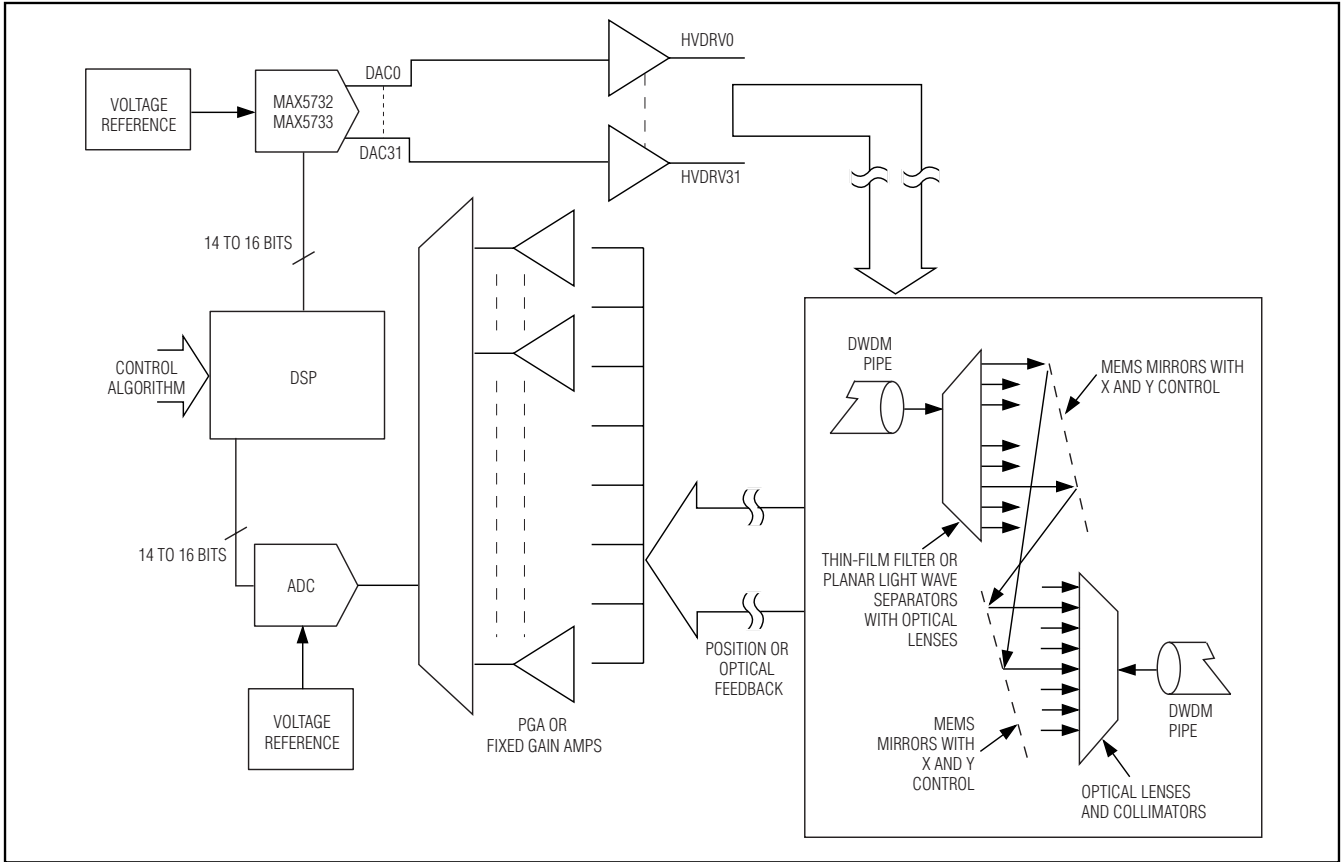 VOLTAGE
REFERENCE
MAX5732
MAX5733
DAC0
DAC31
HVDRV0
HVDRV31
14 TO 16 BITS
CONTROL
ALGORITHM
DSP
14 TO 16 BITS
ADC
VOLTAGE
REFERENCE
PGA OR
FIXED GAIN AMPS
POSITION OR
OPTICAL
FEEDBACK
DWDM
PIPE
MEMS MIRRORS WITH
X AND Y CONTROL
THIN-FILM FILTER OR
PLANAR LIGHT WAVE
SEPARATORS
WITH OPTICAL
LENSES
MEMS
MIRRORS WITH
X AND Y
CONTROL
DWDM
PIPE
OPTICAL LENSES
AND COLLIMATORS